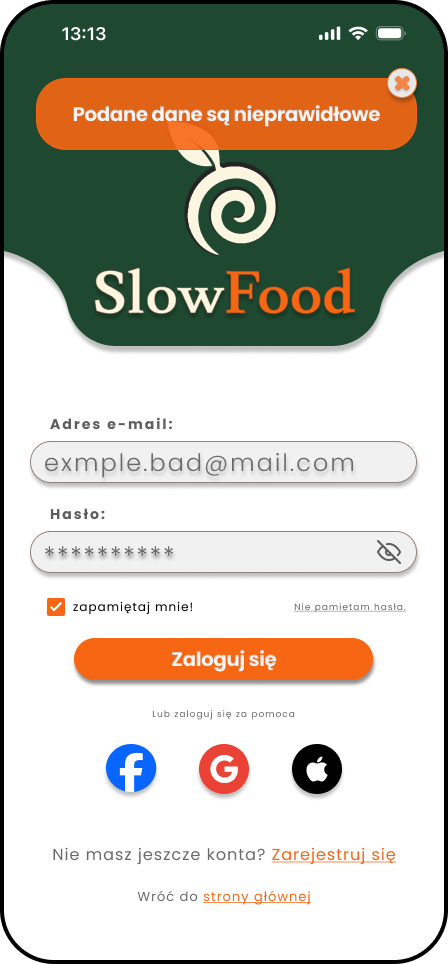 13:13
Podane dane są nieprawidłowe
SlowFood
Adres e-mail:
exmple.bad@mail.com
Hasło:
**********
zapamiętaj mnie! Nie pamiętam hasła.
Zaloguj się
Lub zaloguj się za pomoca
Nie masz jeszcze konta? Zarejestruj się
Wróć do strony głównej